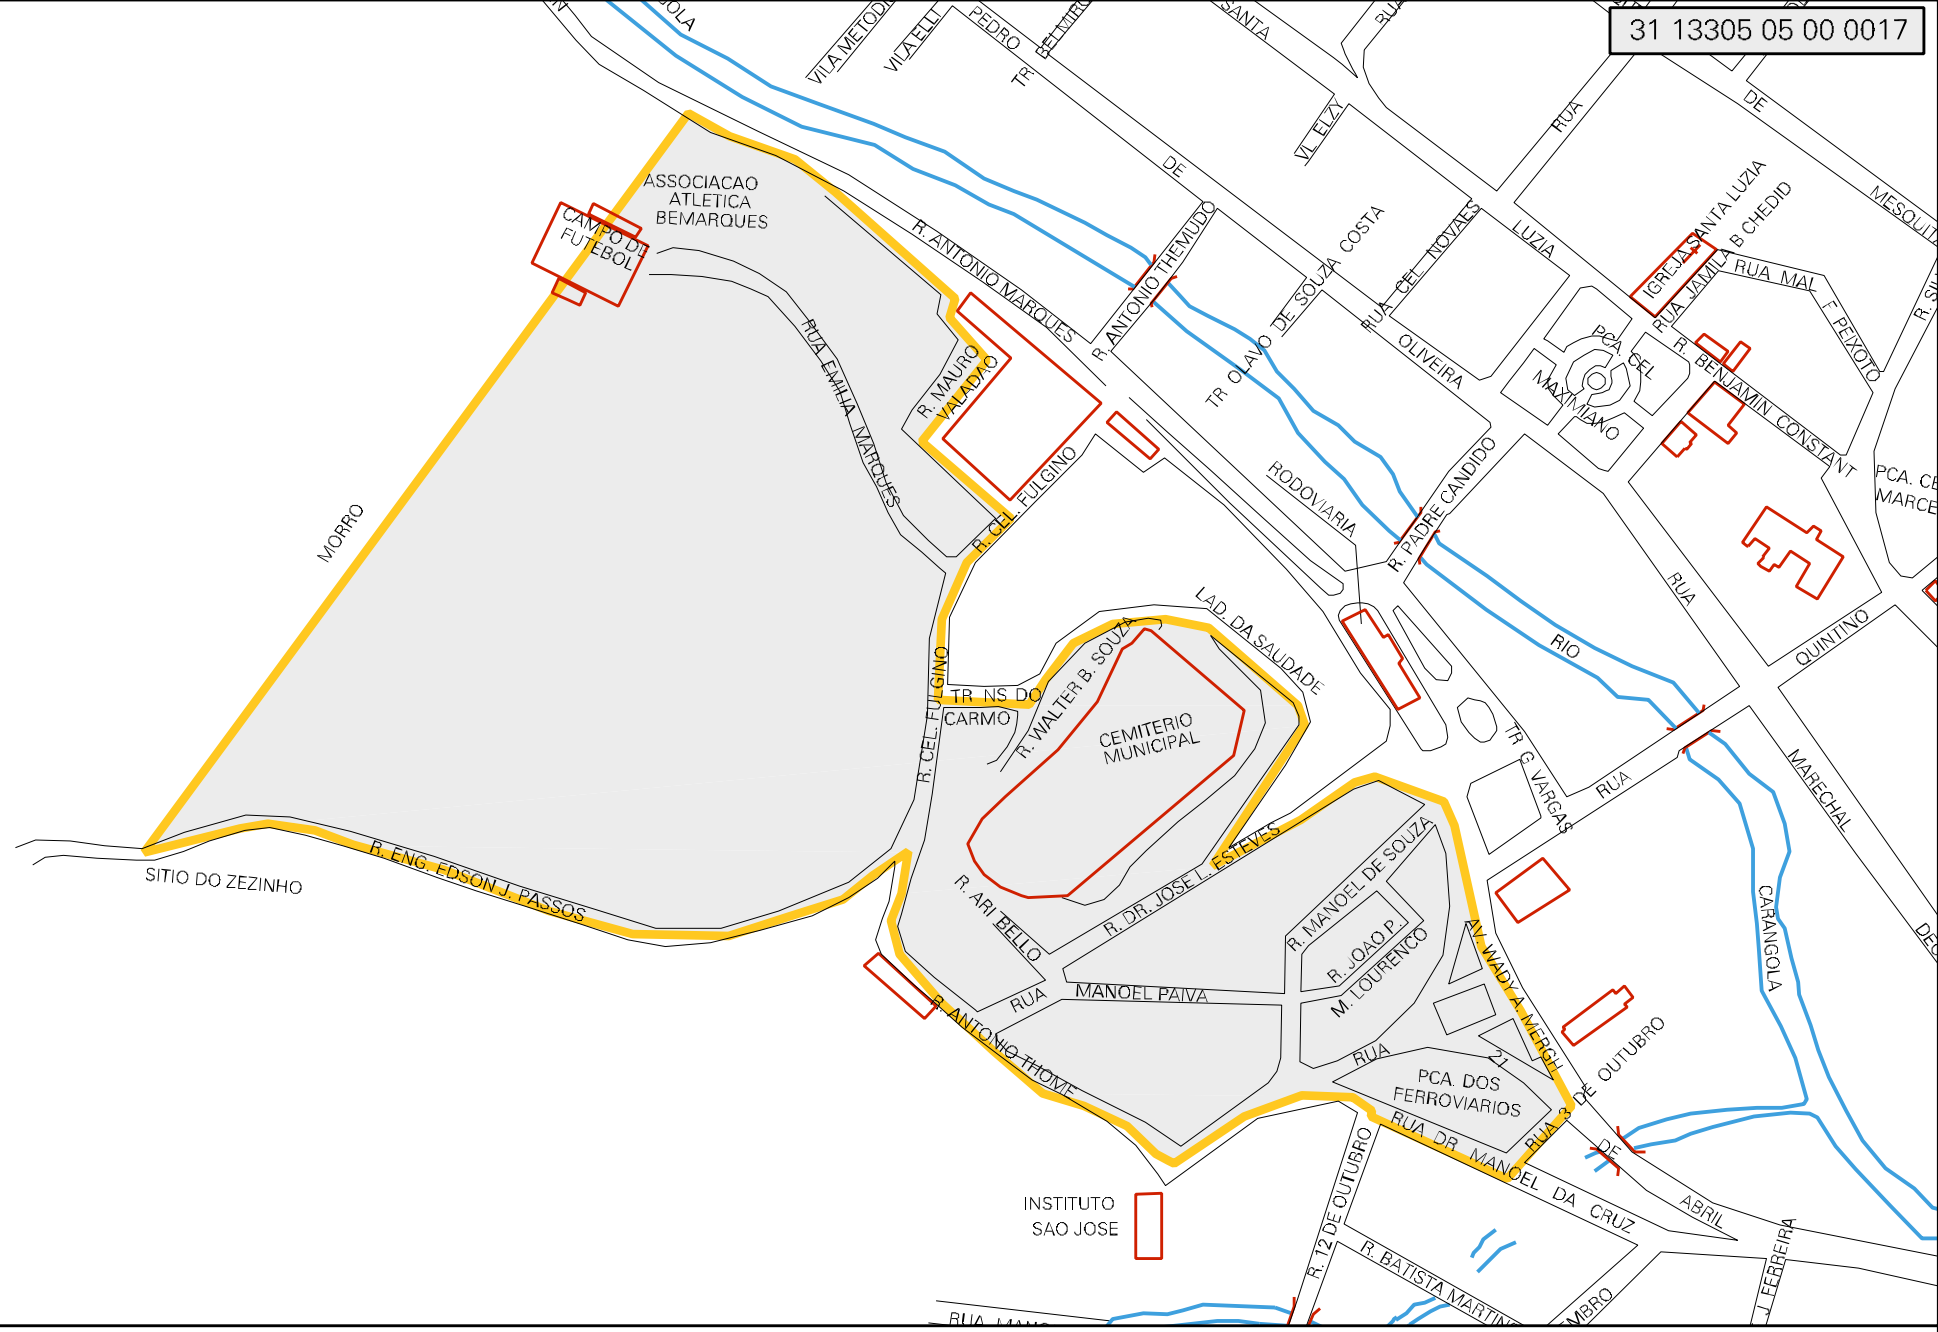 31 13305 05 00 0017
VILA METODI
VILA ELLI
PEDRO
TR BELMIRO
SANTA
RUA
DE
VL. ELZY
RUA
DE
MESQUITA
ASSOCIACAO
ATLETICA
BEMARQUES
CAMPO DE
FUTEBOL
R. ANTONIO MARQUES
R. ANTONIO THEMUDO
TR OLAVO DE SOUZA COSTA
RUA CEL. NOVAES
LUZIA
IGREJA SANTA LUZIA
RUA JAMILA B CHEDID
RUA MAL
F. PEIXOTO
OLIVEIRA
PCA. CEL
MAXIMIANO
R. BENJAMIN CONSTANT
RUA EMILIA MARQUES
R. MAURO
VALADAO
MORRO
R. CEL. FULGINO
RODOVIARIA
R. PADRE CANDIDO
PCA. CE
MARCE
RUA
QUINTINO
RIO
LAD. DA SAUDADE
R. CEL. FULGINO
TR NS DO
CARMO
R. WALTER B. SOUZA
CEMITERIO
MUNICIPAL
TR G. VARGAS
RUA
MARECHAL
DEO
SITIO DO ZEZINHO
R. ENG. EDSON J. PASSOS
R. ARI BELLO
R. DR. JOSE L. ESTEVES
R. MANOEL DE SOUZA
R. JOAO P.
M. LOURENCO
RUA
MANOEL PAIVA
AV. WADY A. MERGH
CARANGOLA
R. ANTONIO THOME
RUA
21
DE
ABRIL
PCA. DOS
FERROVIARIOS
RUA 3 DE OUTUBRO
RUA DR MANOEL DA CRUZ
INSTITUTO
SAO JOSE
R. 12 DE OUTUBRO
R. BATISTA MARTINS
J FERREIRA
MBRO
RUA MANO